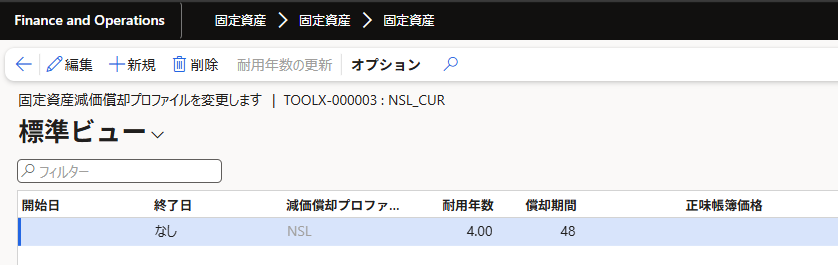 Finance and Operations 固定資産 > 固定資産 > 固定資産
← 編集 + 新規 削除 耐用年数の更新 オプション
固定資産減価償却プロファイルを変更します | TOOLX-000003 : NSL_CUR
標準ビュー
フィルター
開始日 終了日 減価償却プロファ... 耐用年数 償却期間 正味帳簿価格
なし NSL 4.00 48